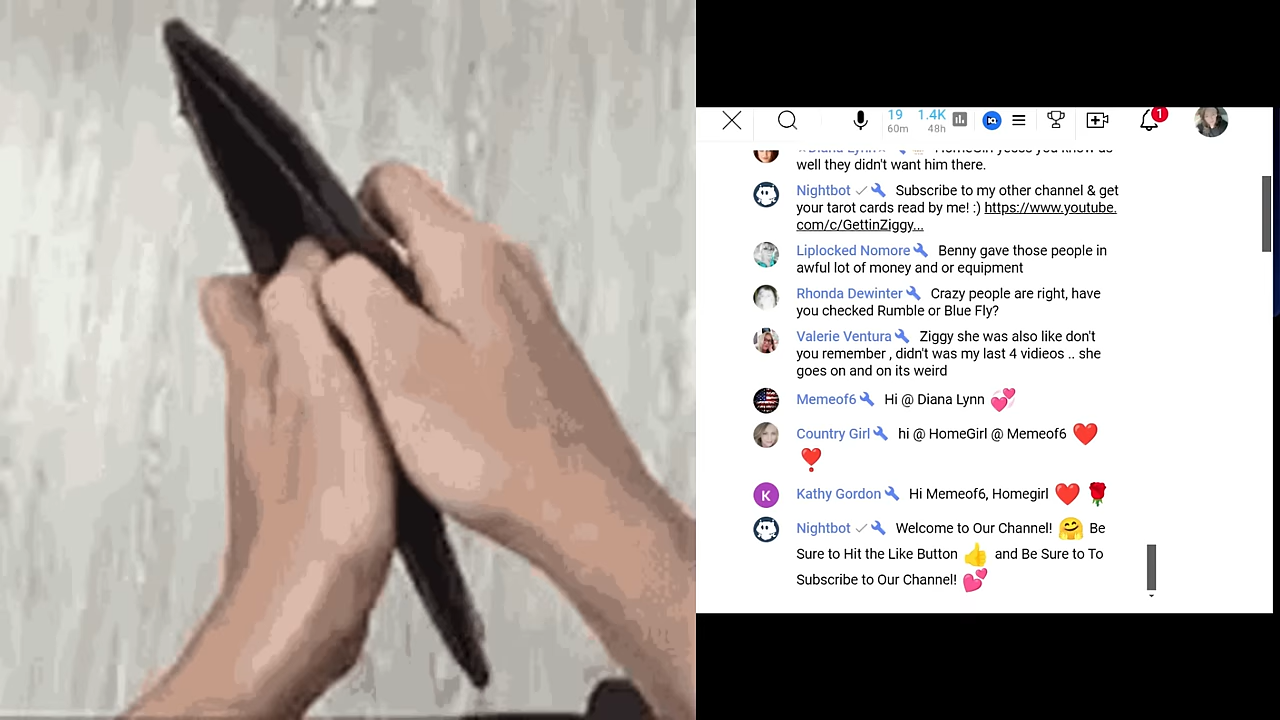 19 1.4K
60m 48h
1
HomeGirl yesss you know as
well they didn't want him there.
Nightbot Subscribe to my other channel & get
your tarot cards read by me! :) https://www.youtube.
com/c/GettinZiggy...
Liplocked Nomore Benny gave those people in
awful lot of money and or equipment
Rhonda Dewinter Crazy people are right, have
you checked Rumble or Blue Fly?
Valerie Ventura Ziggy she was also like don't
you remember , didn't was my last 4 vidieos .. she
goes on and on its weird
Memeof6 Hi @ Diana Lynn 💞
Country Girl hi @ HomeGirl @ Memeof6 ❤️
❣️
K Kathy Gordon Hi Memeof6, Homegirl ❤️ 🌹
Nightbot Welcome to Our Channel! 🤗 Be
Sure to Hit the Like Button 👍 and Be Sure to To
Subscribe to Our Channel! 💕